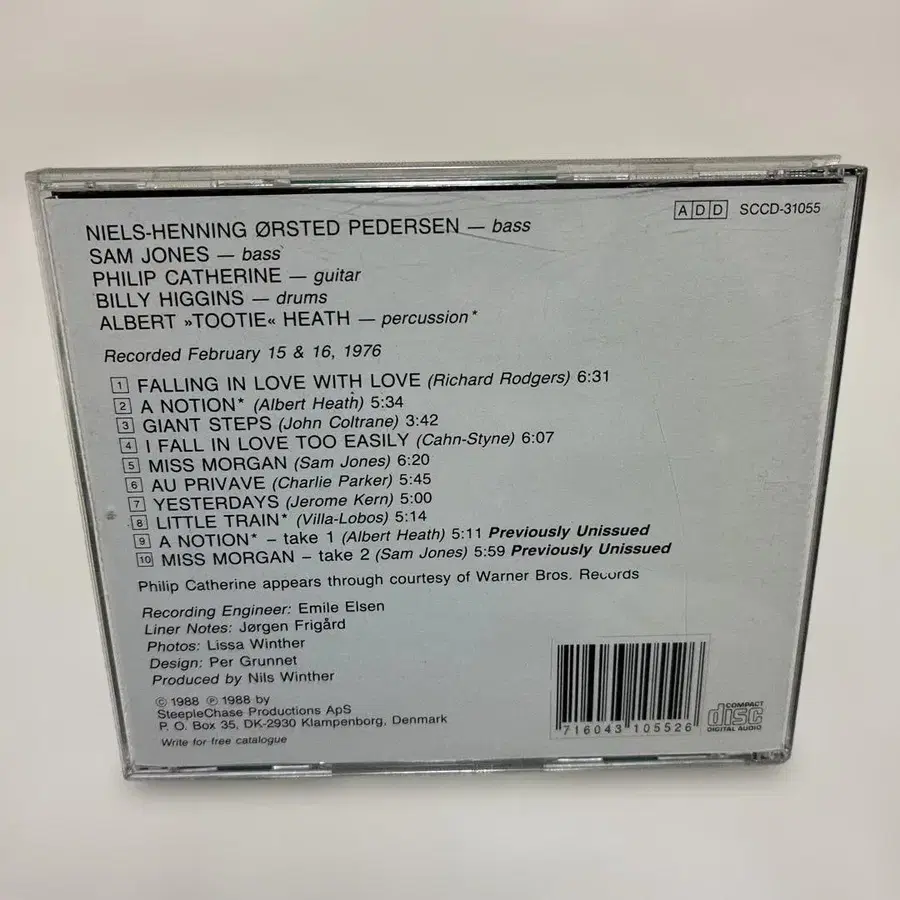 A D D SCCD-31055
NIELS-HENNING ØRSTED PEDERSEN — bass
SAM JONES — bass
PHILIP CATHERINE — guitar
BILLY HIGGINS — drums
ALBERT »TOOTIE« HEATH — percussion*
Recorded February 15 & 16, 1976
1 FALLING IN LOVE WITH LOVE (Richard Rodgers) 6:31
2 A NOTION* (Albert Heath) 5:34
3 GIANT STEPS (John Coltrane) 3:42
4 I FALL IN LOVE TOO EASILY (Cahn-Styne) 6:07
5 MISS MORGAN (Sam Jones) 6:20
6 AU PRIVAVE (Charlie Parker) 5:45
7 YESTERDAYS (Jerome Kern) 5:00
8 LITTLE TRAIN* (Villa-Lobos) 5:14
9 A NOTION* – take 1 (Albert Heath) 5:11 Previously Unissued
10 MISS MORGAN – take 2 (Sam Jones) 5:59 Previously Unissued
Philip Catherine appears through courtesy of Warner Bros. Records
Recording Engineer: Emile Elsen
Liner Notes: Jørgen Frigård
Photos: Lissa Winther
Design: Per Grunnet
Produced by Nils Winther
© 1988 ℗ 1988 by
SteepleChase Productions ApS
P. O. Box 35, DK-2930 Klampenborg, Denmark
Write for free catalogue
7 16043 10552 6
COMPACT
disc
DIGITAL AUDIO